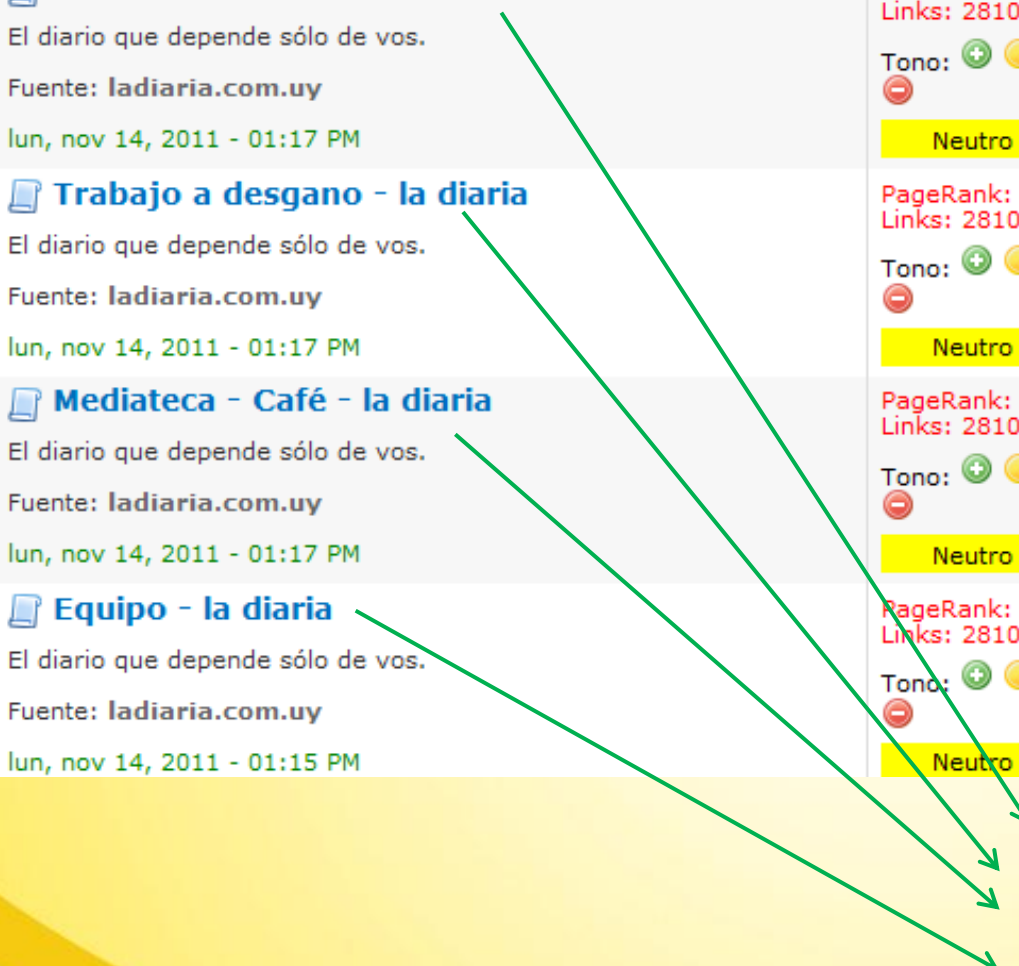 Links: 2810
El diario que depende sólo de vos.
Tono:
Fuente: ladiaria.com.uy
lun, nov 14, 2011 - 01:17 PM
Neutro
Trabajo a desgano - la diaria
PageRank:
Links: 2810
El diario que depende sólo de vos.
Tono:
Fuente: ladiaria.com.uy
lun, nov 14, 2011 - 01:17 PM
Neutro
Mediateca - Café - la diaria
PageRank:
Links: 2810
El diario que depende sólo de vos.
Tono:
Fuente: ladiaria.com.uy
lun, nov 14, 2011 - 01:17 PM
Neutro
Equipo - la diaria
PageRank:
Links: 2810
El diario que depende sólo de vos.
Tono:
Fuente: ladiaria.com.uy
lun, nov 14, 2011 - 01:15 PM
Neutro